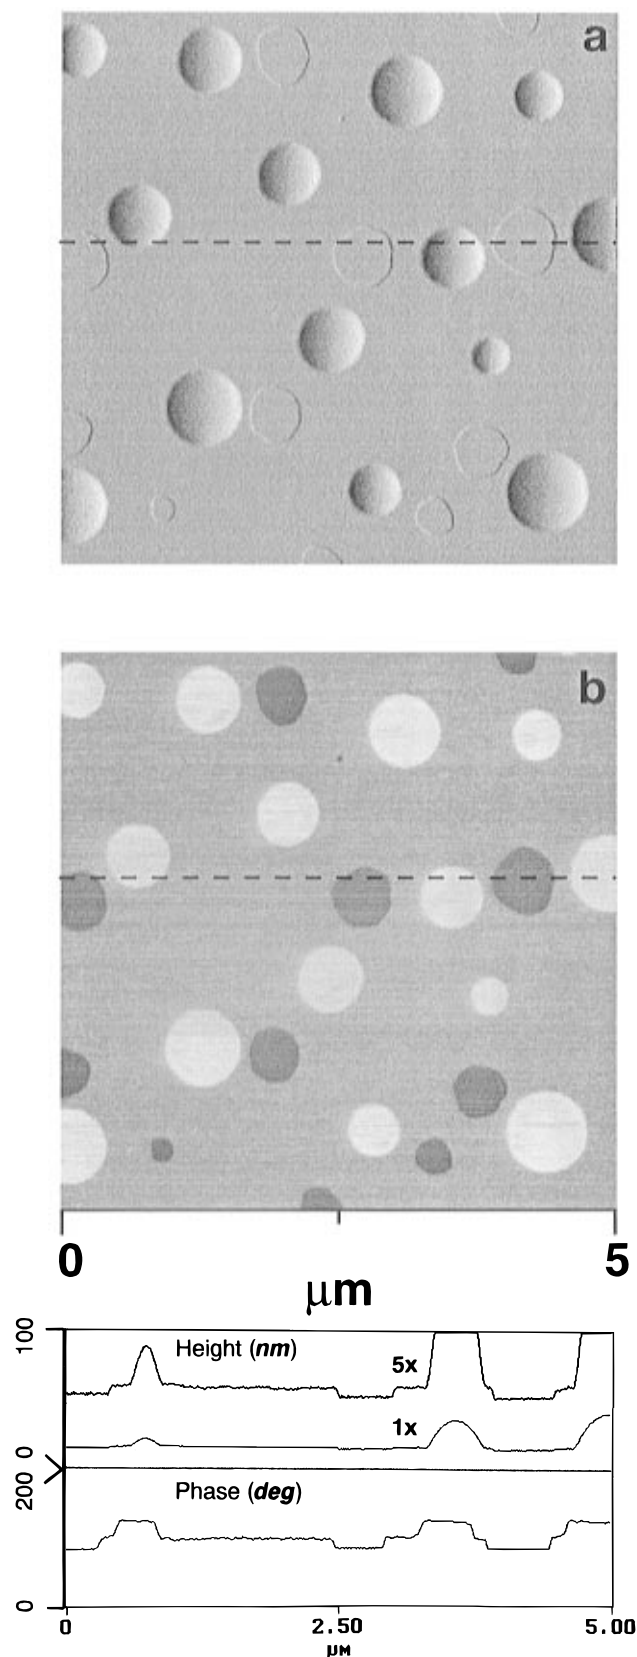 a
b
0 5
μm
100
Height (nm)
5x
1x
0
200
Phase (deg)
0
0 2.50 5.00
μM